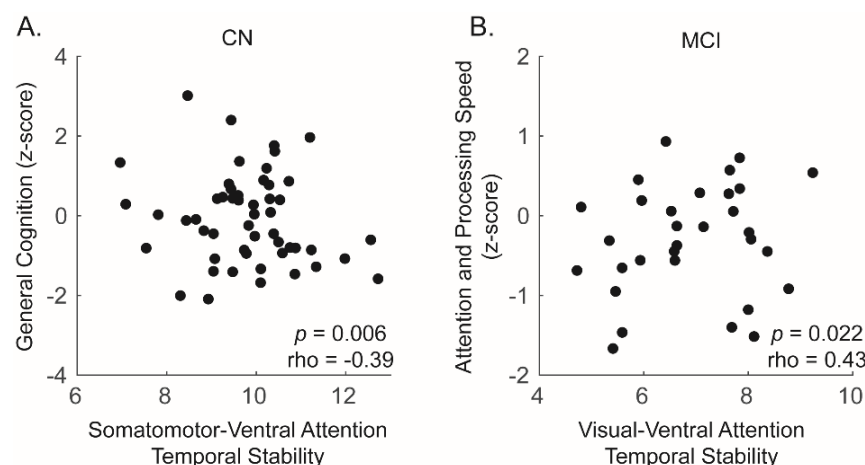 A.
CN
General Cognition (z-score)
4
2
0
-2
-4
6
8
10
12
p = 0.006
rho = -0.39
Somatomotor-Ventral Attention
Temporal Stability
B.
MCI
Attention and Processing Speed
(z-score)
2
1
0
-1
-2
4
6
8
10
p = 0.022
rho = 0.43
Visual-Ventral Attention
Temporal Stability